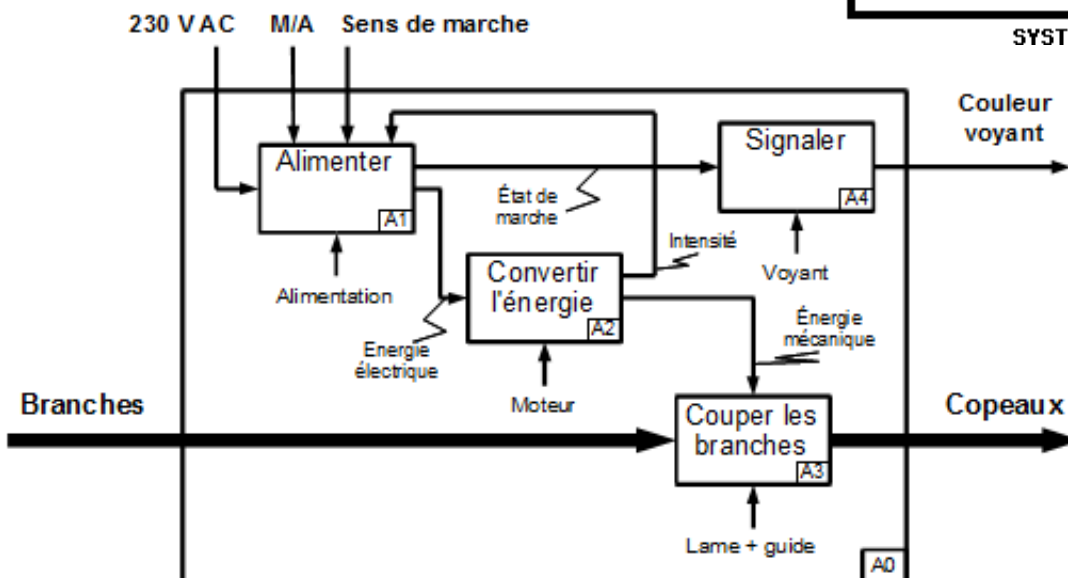 230 V AC M/A Sens de marche
SYST
Couleur
voyant
Alimenter
A1
Signaler
A4
État de
marche
Intensité
Voyant
Alimentation
Convertir
l'énergie
A2
Energie
électrique
Énergie
mécanique
Moteur
Branches
Couper les
branches
A3
Copeaux
Lame + guide
A0